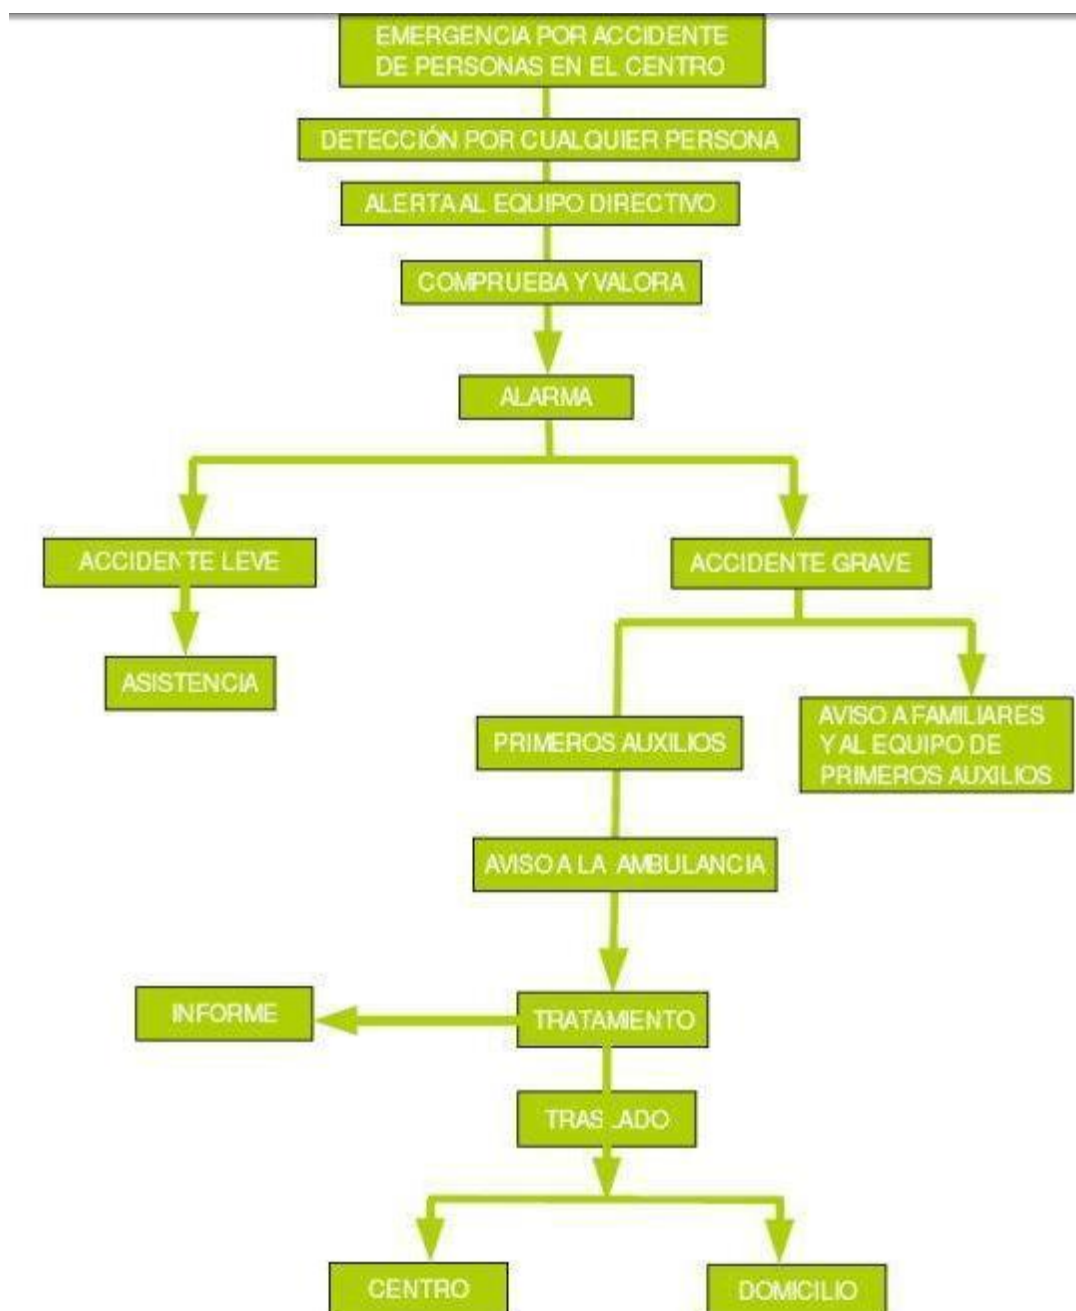 EMERGENCIA POR ACCIDENTE
DE PERSONAS EN EL CENTRO
DETECCIÓN POR CUALQUIER PERSONA
ALERTA AL EQUIPO DIRECTIVO
COMPRUEBA Y VALORA
ALARMA
ACCIDENTE LEVE
ACCIDENTE GRAVE
ASISTENCIA
AVISO A FAMILIARES
Y AL EQUIPO DE
PRIMEROS AUXILIOS
PRIMEROS AUXILIOS
AVISO A LA AMBULANCIA
INFORME
TRATAMIENTO
TRASLADO
CENTRO
DOMICILIO